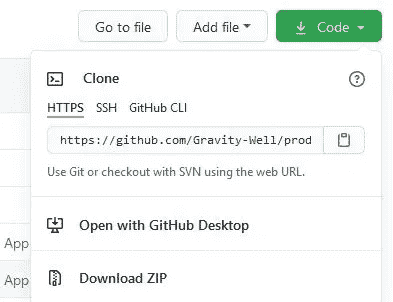 Go to file Add file Code
Clone
HTTPS SSH GitHub CLI
https://github.com/Gravity-Well/prod
Use Git or checkout with SVN using the web URL.
Open with GitHub Desktop
App
Download ZIP
App